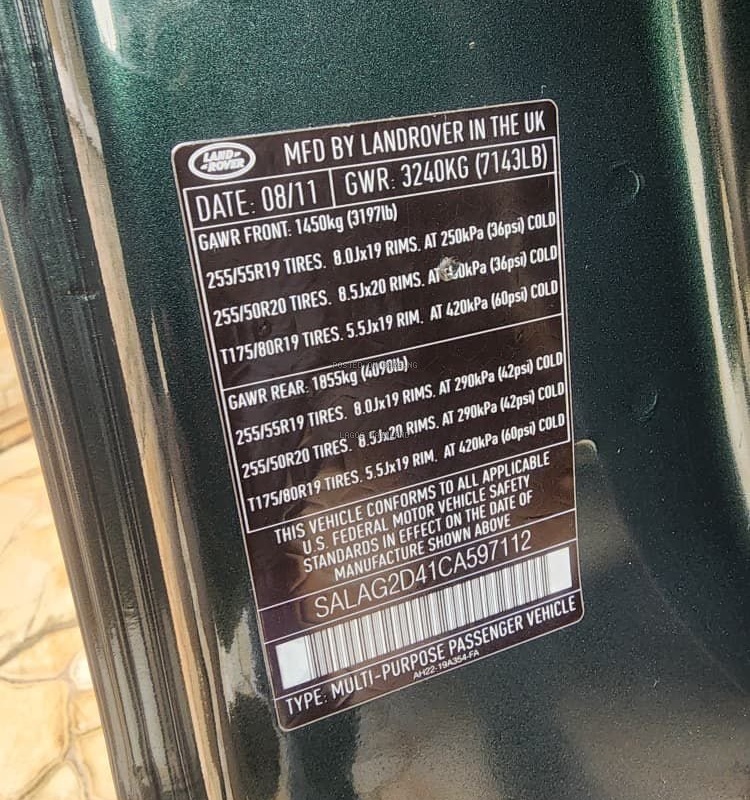 LAND-
-ROVER
MFD BY LANDROVER IN THE UK
DATE: 08/11 GWR: 3240KG (7143LB)
GAWR FRONT: 1450kg (3197lb)
255/55R19 TIRES. 8.0Jx19 RIMS. AT 250kPa (36psi) COLD
255/50R20 TIRES. 8.5Jx20 RIMS. AT kPa (36psi) COLD
T175/80R19 TIRES. 5.5Jx19 RIM. AT 420kPa (60psi) COLD
GAWR REAR: 1855kg (4090lb)
255/55R19 TIRES. 8.0Jx19 RIMS. AT 290kPa (42psi) COLD
255/50R20 TIRES. 8.5Jx20 RIMS. AT 290kPa (42psi) COLD
T175/80R19 TIRES. 5.5Jx19 RIM. AT 420kPa (60psi) COLD
THIS VEHICLE CONFORMS TO ALL APPLICABLE
U.S. FEDERAL MOTOR VEHICLE SAFETY
STANDARDS IN EFFECT ON THE DATE OF
MANUFACTURE SHOWN ABOVE
SALAG2D41CA597112
TYPE: MULTI-PURPOSE PASSENGER VEHICLE
AH22-19A354-FA